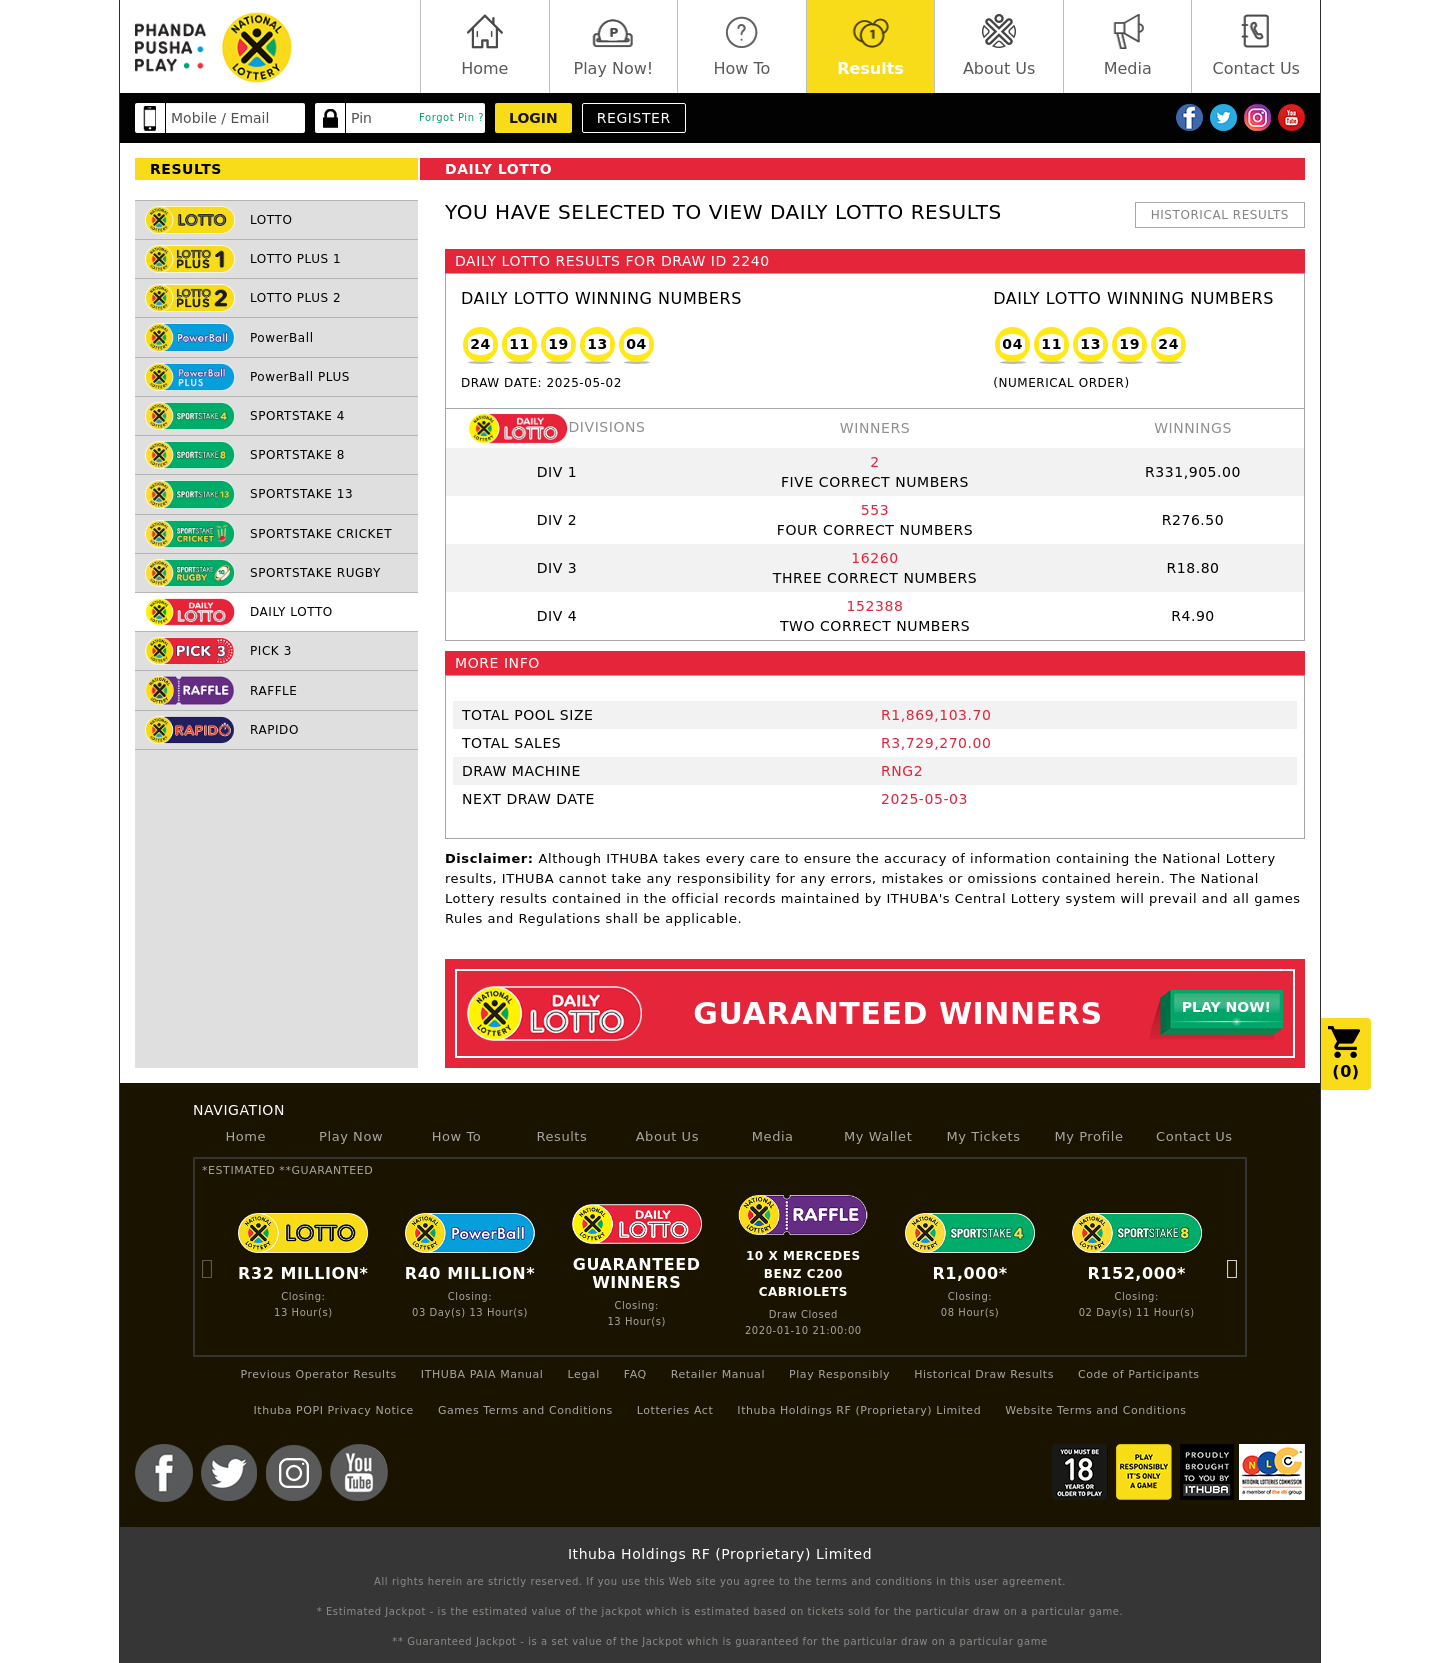 PHANDA
PUSHA
PLAY
NATIONAL
LOTTERY
Home
P
Play Now!
?
How To
1
Results
About Us
Media
Contact Us
Mobile / Email
Pin
Forgot Pin ?
LOGIN
REGISTER
You
Tube
RESULTS
DAILY LOTTO
LOTTO
LOTTO
LOTTO
PLUS 1
LOTTO PLUS 1
LOTTO
PLUS 2
LOTTO PLUS 2
PowerBall
PowerBall
PowerBall
PLUS
PowerBall PLUS
SPORTSTAKE 4
SPORTSTAKE 4
SPORTSTAKE 8
SPORTSTAKE 8
SPORTSTAKE 13
SPORTSTAKE 13
SPORTSTAKE
CRICKET
SPORTSTAKE CRICKET
SPORTSTAKE
RUGBY
SPORTSTAKE RUGBY
DAILY
LOTTO
DAILY LOTTO
PICK 3
PICK 3
RAFFLE
RAFFLE
RAPIDO
RAPIDO
YOU HAVE SELECTED TO VIEW DAILY LOTTO RESULTS
HISTORICAL RESULTS
DAILY LOTTO RESULTS FOR DRAW ID 2240
DAILY LOTTO WINNING NUMBERS
24 11 19 13 04
DRAW DATE: 2025-05-02
DAILY LOTTO WINNING NUMBERS
04 11 13 19 24
(NUMERICAL ORDER)
DAILY
LOTTO
DIVISIONS WINNERS WINNINGS
DIV 1
2
FIVE CORRECT NUMBERS
R331,905.00
DIV 2
553
FOUR CORRECT NUMBERS
R276.50
DIV 3
16260
THREE CORRECT NUMBERS
R18.80
DIV 4
152388
TWO CORRECT NUMBERS
R4.90
MORE INFO
TOTAL POOL SIZE R1,869,103.70
TOTAL SALES R3,729,270.00
DRAW MACHINE RNG2
NEXT DRAW DATE 2025-05-03
Disclaimer: Although ITHUBA takes every care to ensure the accuracy of information containing the National Lottery
results, ITHUBA cannot take any responsibility for any errors, mistakes or omissions contained herein. The National
Lottery results contained in the official records maintained by ITHUBA's Central Lottery system will prevail and all games
Rules and Regulations shall be applicable.
NATIONAL
LOTTERY
DAILY
LOTTO
GUARANTEED WINNERS
PLAY NOW!
(0)
NAVIGATION
Home Play Now How To Results About Us Media My Wallet My Tickets My Profile Contact Us
*ESTIMATED **GUARANTEED
NATIONAL
LOTTERY
LOTTO
R32 MILLION*
Closing:
13 Hour(s)
NATIONAL
LOTTERY
PowerBall
R40 MILLION*
Closing:
03 Day(s) 13 Hour(s)
NATIONAL
LOTTERY
DAILY
LOTTO
GUARANTEED
WINNERS
Closing:
13 Hour(s)
NATIONAL
LOTTERY
RAFFLE
10 X MERCEDES
BENZ C200
CABRIOLETS
Draw Closed
2020-01-10 21:00:00
NATIONAL
LOTTERY
SPORTSTAKE 4
R1,000*
Closing:
08 Hour(s)
NATIONAL
LOTTERY
SPORTSTAKE 8
R152,000*
Closing:
02 Day(s) 11 Hour(s)
Previous Operator Results ITHUBA PAIA Manual Legal FAQ Retailer Manual Play Responsibly Historical Draw Results Code of Participants
Ithuba POPI Privacy Notice Games Terms and Conditions Lotteries Act Ithuba Holdings RF (Proprietary) Limited Website Terms and Conditions
You
Tube
YOU MUST BE
18
YEARS OR
OLDER TO PLAY
PLAY
RESPONSIBLY
IT'S ONLY
A GAME
PROUDLY
BROUGHT
TO YOU BY
ITHUBA
NLC
NATIONAL LOTTERIES COMMISSION
a member of the dti group
Ithuba Holdings RF (Proprietary) Limited
All rights herein are strictly reserved. If you use this Web site you agree to the terms and conditions in this user agreement.
* Estimated Jackpot - is the estimated value of the jackpot which is estimated based on tickets sold for the particular draw on a particular game.
** Guaranteed Jackpot - is a set value of the Jackpot which is guaranteed for the particular draw on a particular game